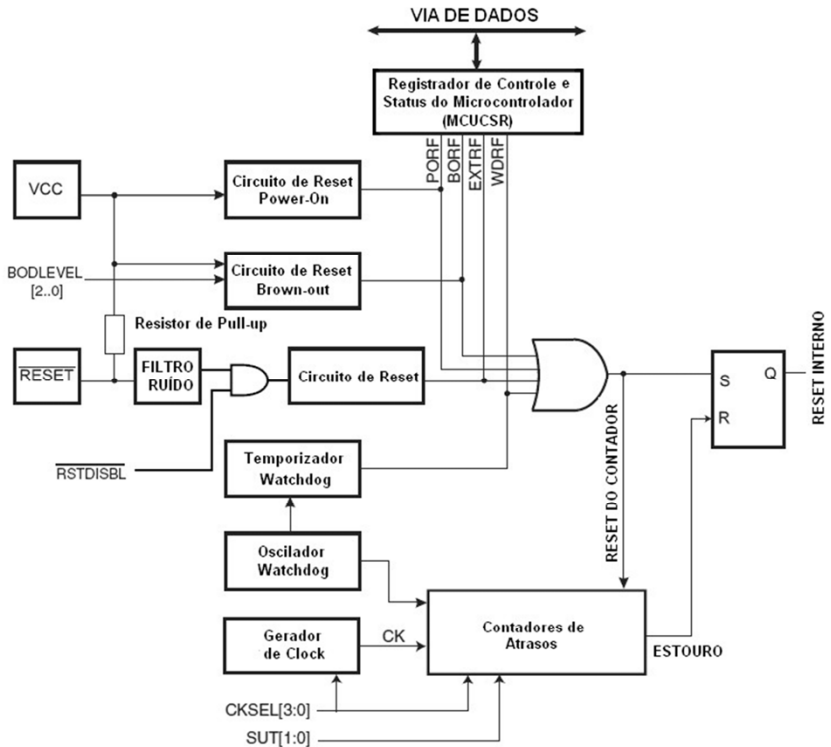 VIA DE DADOS
Registrador de Controle e
Status do Microcontrolador
(MCUCSR)
PORF
BORF
EXTRF
WDRF
VCC
Circuito de Reset
Power-On
BODLEVEL
[2..0]
Circuito de Reset
Brown-out
Resistor de Pull-up
RESET
FILTRO
RUÍDO
Circuito de Reset
RSTDISBL
Temporizador
Watchdog
Oscilador
Watchdog
Gerador
de Clock
CK
Contadores de
Atrasos
CKSEL[3:0]
SUT[1:0]
RESET DO CONTADOR
ESTOURO
S
Q
R
RESET INTERNO